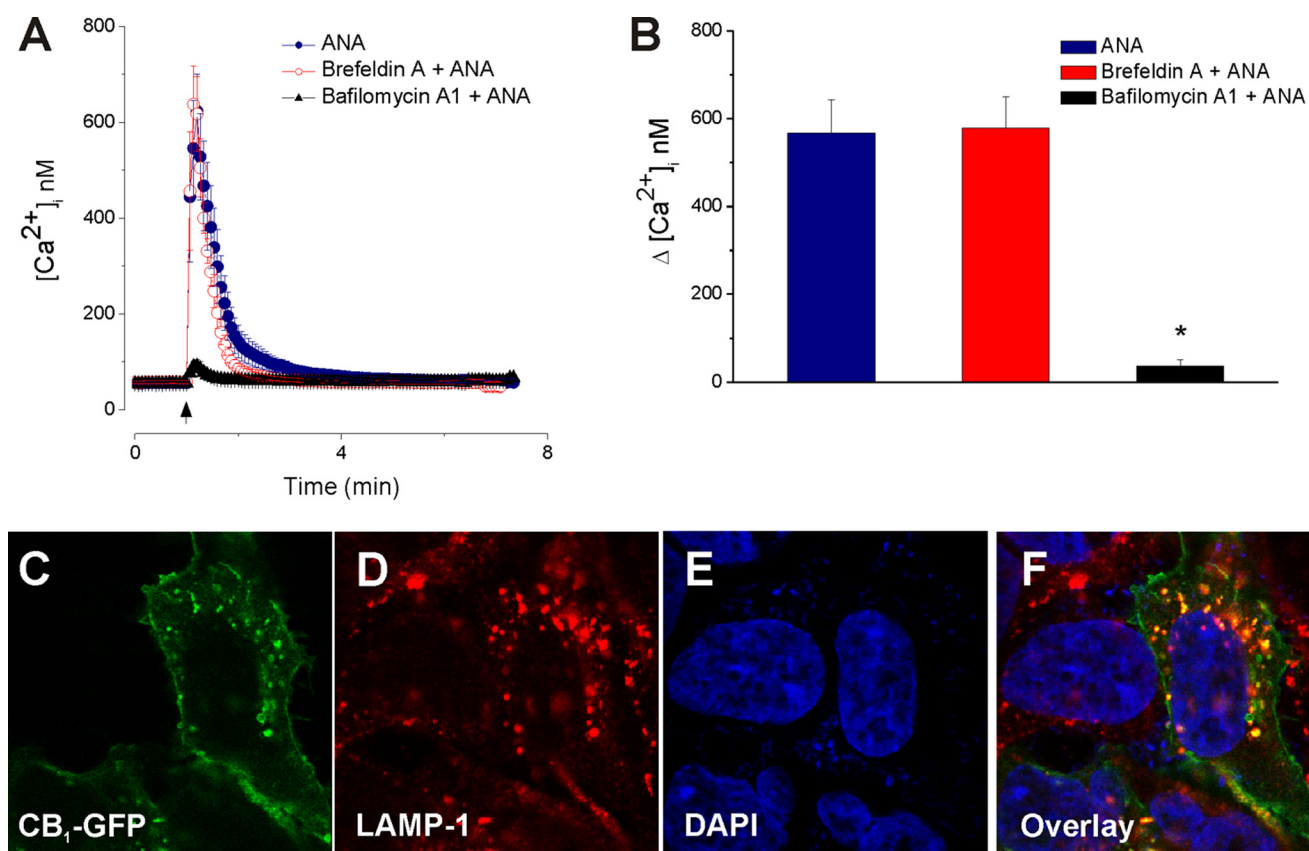 A
800
600
400
200
0
[Ca2+]i nM
ANA
Brefeldin A + ANA
Bafilomycin A1 + ANA
0
4
8
Time (min)
B
800
600
400
200
0
Δ [Ca2+]i nM
ANA
Brefeldin A + ANA
Bafilomycin A1 + ANA
*
C
CB1-GFP
D
LAMP-1
E
DAPI
F
Overlay